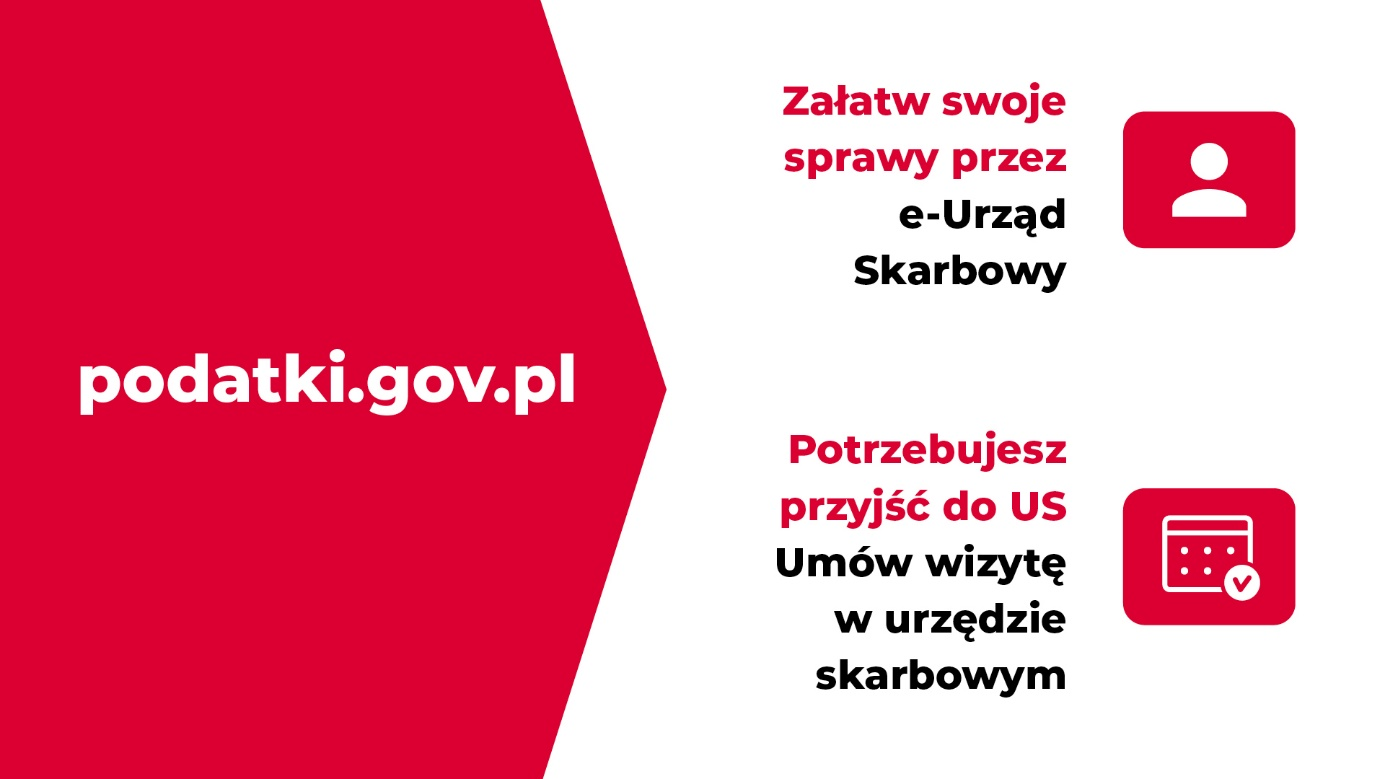 podatki.gov.pl
Załatw swoje
sprawy przez
e-Urząd
Skarbowy
Potrzebujesz
przyjść do US
Umów wizytę
w urzędzie
skarbowym